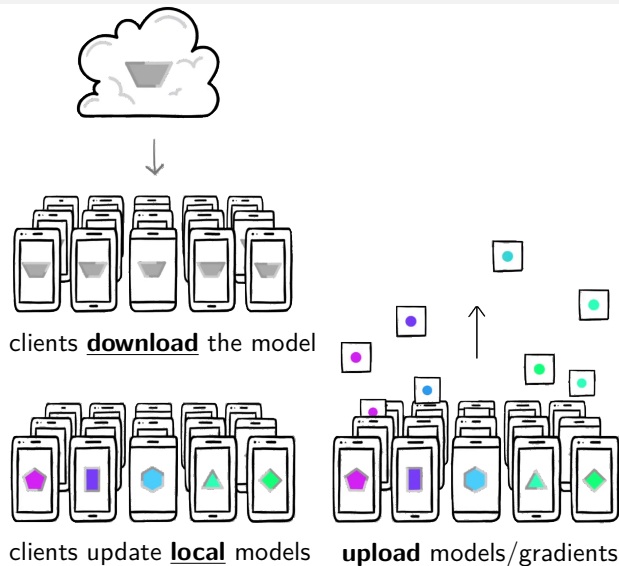 clients download the model
clients update local models
upload models/gradients